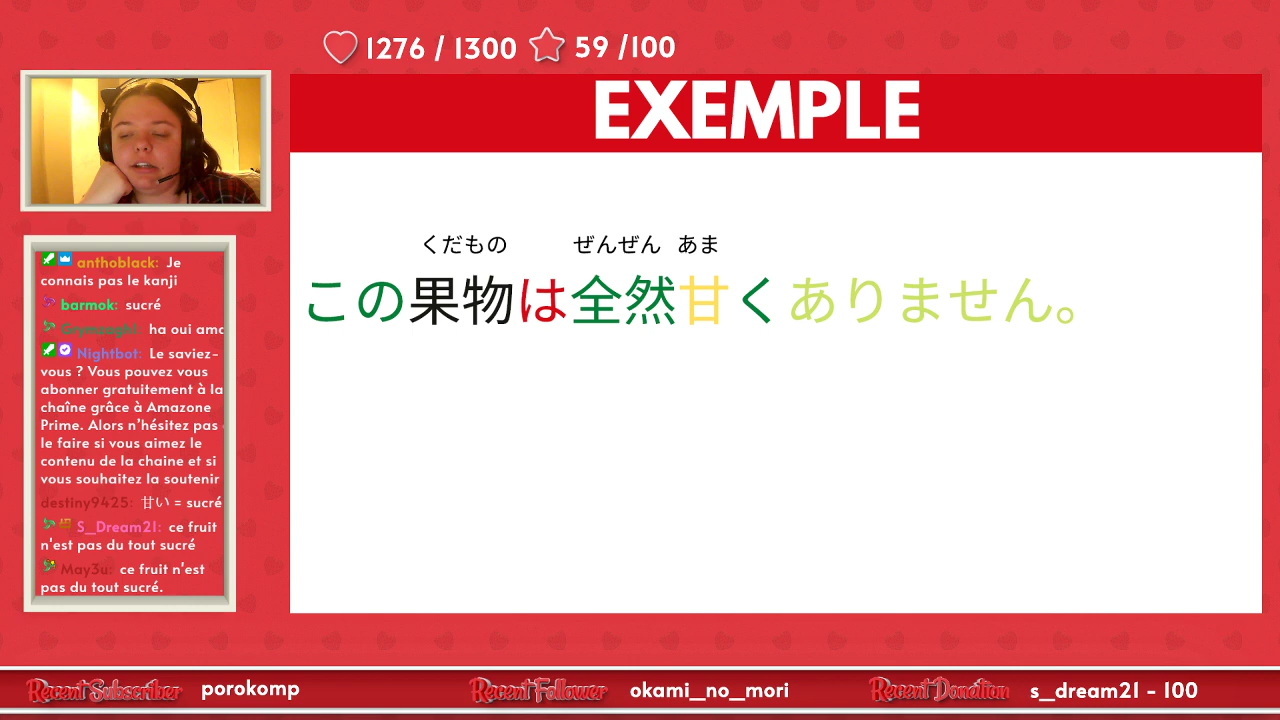 1276 / 1300 59 /100
EXEMPLE
くだもの ぜんぜん あま
この果物は全然甘くありません。
anthoblack: Je
connais pas le kanji
barmok: sucré
Grymaaght: ha oui ama
Nightbot: Le saviez-
vous ? Vous pouvez vous
abonner gratuitement à la
chaîne grâce à Amazone
Prime. Alors n'hésitez pas
le faire si vous aimez le
contenu de la chaine et si
vous souhaitez la soutenir
destiny9425: 甘い = sucré
S_Dream21: ce fruit
n'est pas du tout sucré
May3u: ce fruit n'est
pas du tout sucré.
Recent Subscriber porokomp Recent Follower okami_no_mori Recent Donation s_dream21 - 100